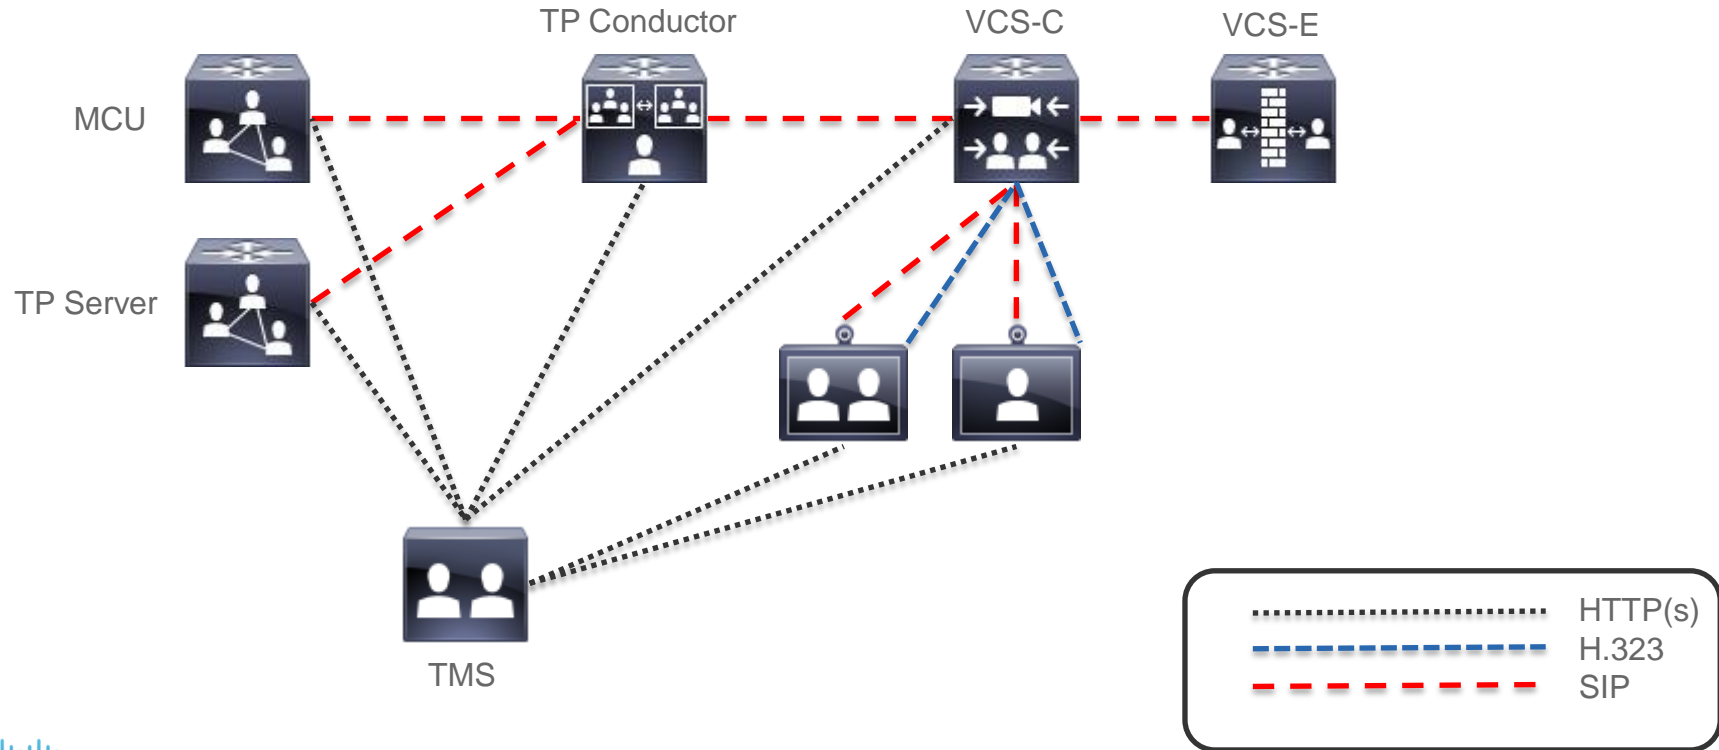 TP Conductor
VCS-C
VCS-E
MCU
TP Server
TMS
HTTP(s)
H.323
SIP